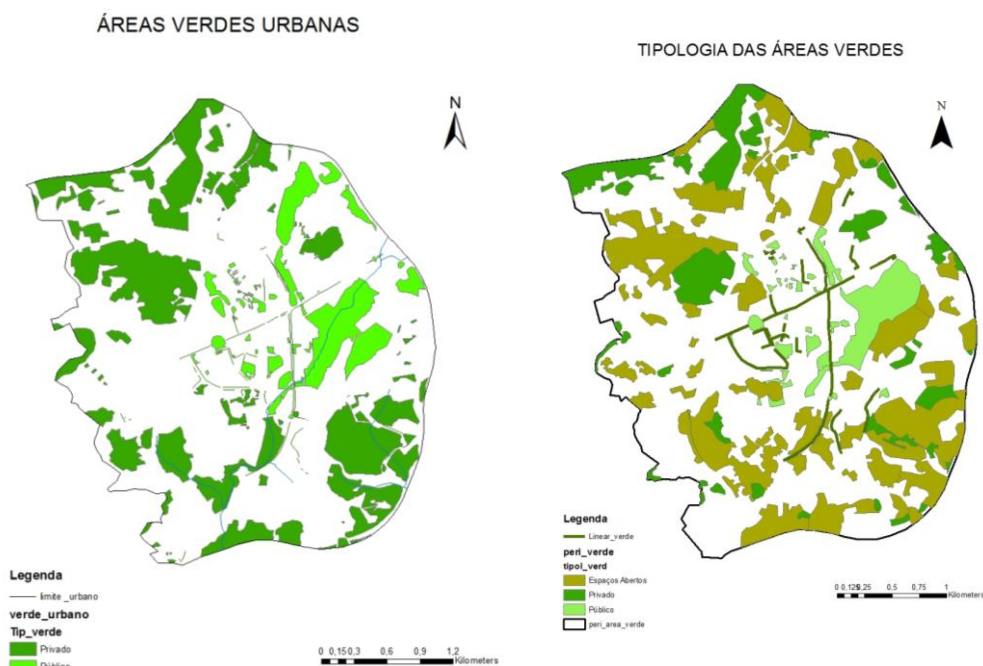 ÁREAS VERDES URBANAS
N
Legenda
limite_urbano
verde_urbano
Tip_verde
Privado
Público
0 0,15 0,3 0,6 0,9 1,2
Kilometers
TIPOLOGIA DAS ÁREAS VERDES
N
Legenda
Linear_verde
peri_verde
tipol_verd
Espaços Abertos
Privado
Público
peri_area_verde
0 0,125 0,25 0,5 0,75 1
Kilometers